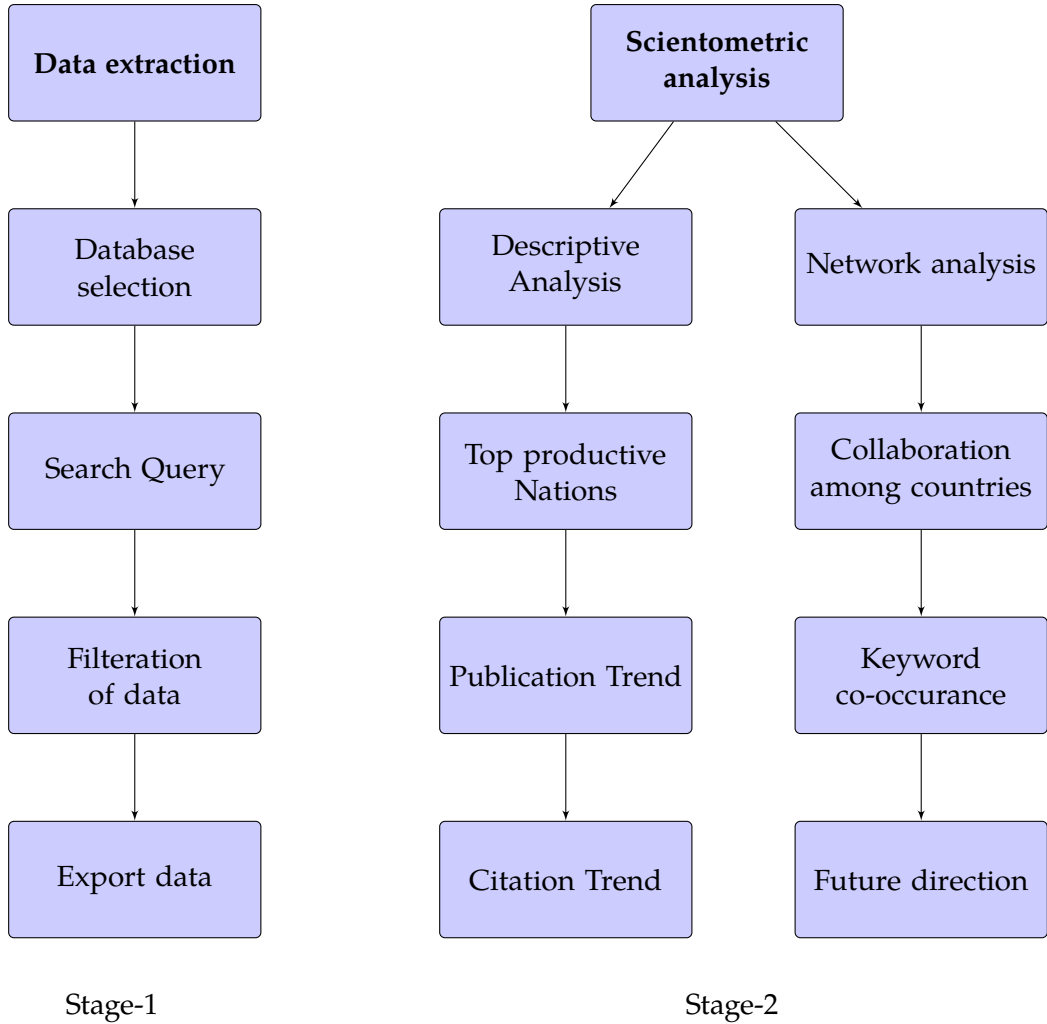 Data extraction
Database
selection
Search Query
Filteration
of data
Export data
Stage-1
Scientometric
analysis
Descriptive
Analysis
Top productive
Nations
Publication Trend
Citation Trend
Network analysis
Collaboration
among countries
Keyword
co-occurance
Future direction
Stage-2